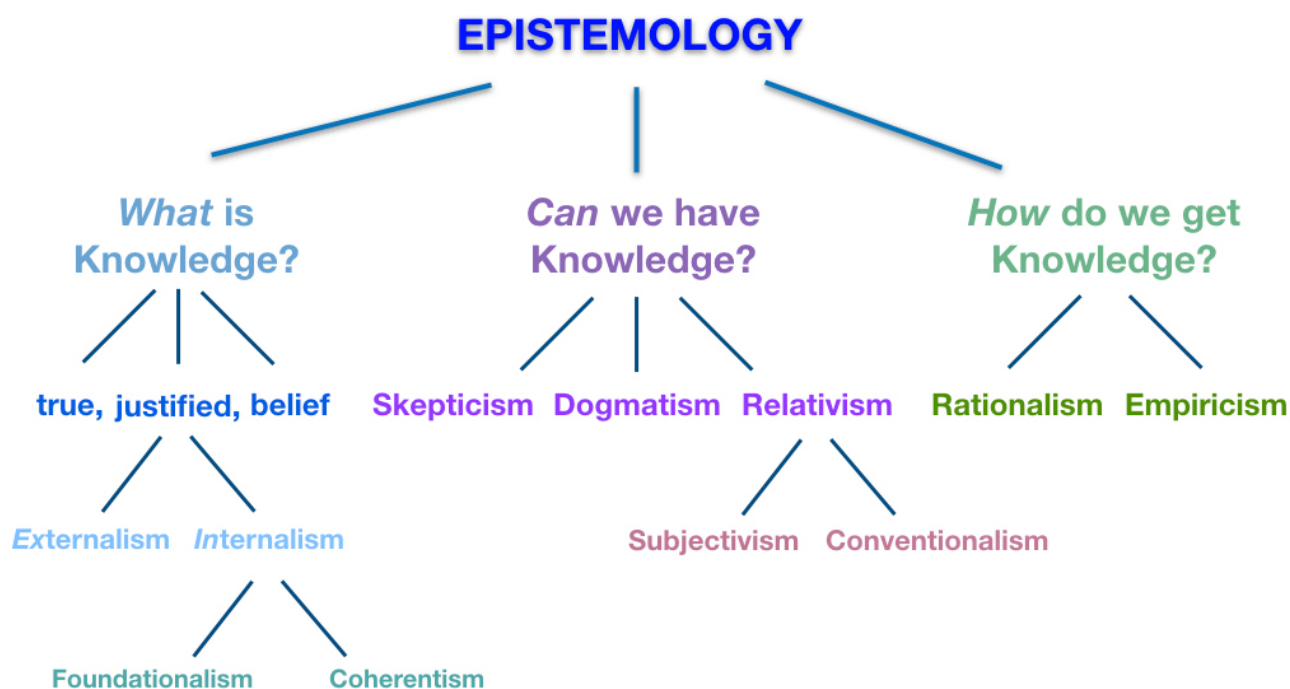 EPISTEMOLOGY
What is
Knowledge?
Can we have
Knowledge?
How do we get
Knowledge?
true, justified, belief
Skepticism Dogmatism Relativism
Rationalism Empiricism
Externalism Internalism
Subjectivism Conventionalism
Foundationalism Coherentism